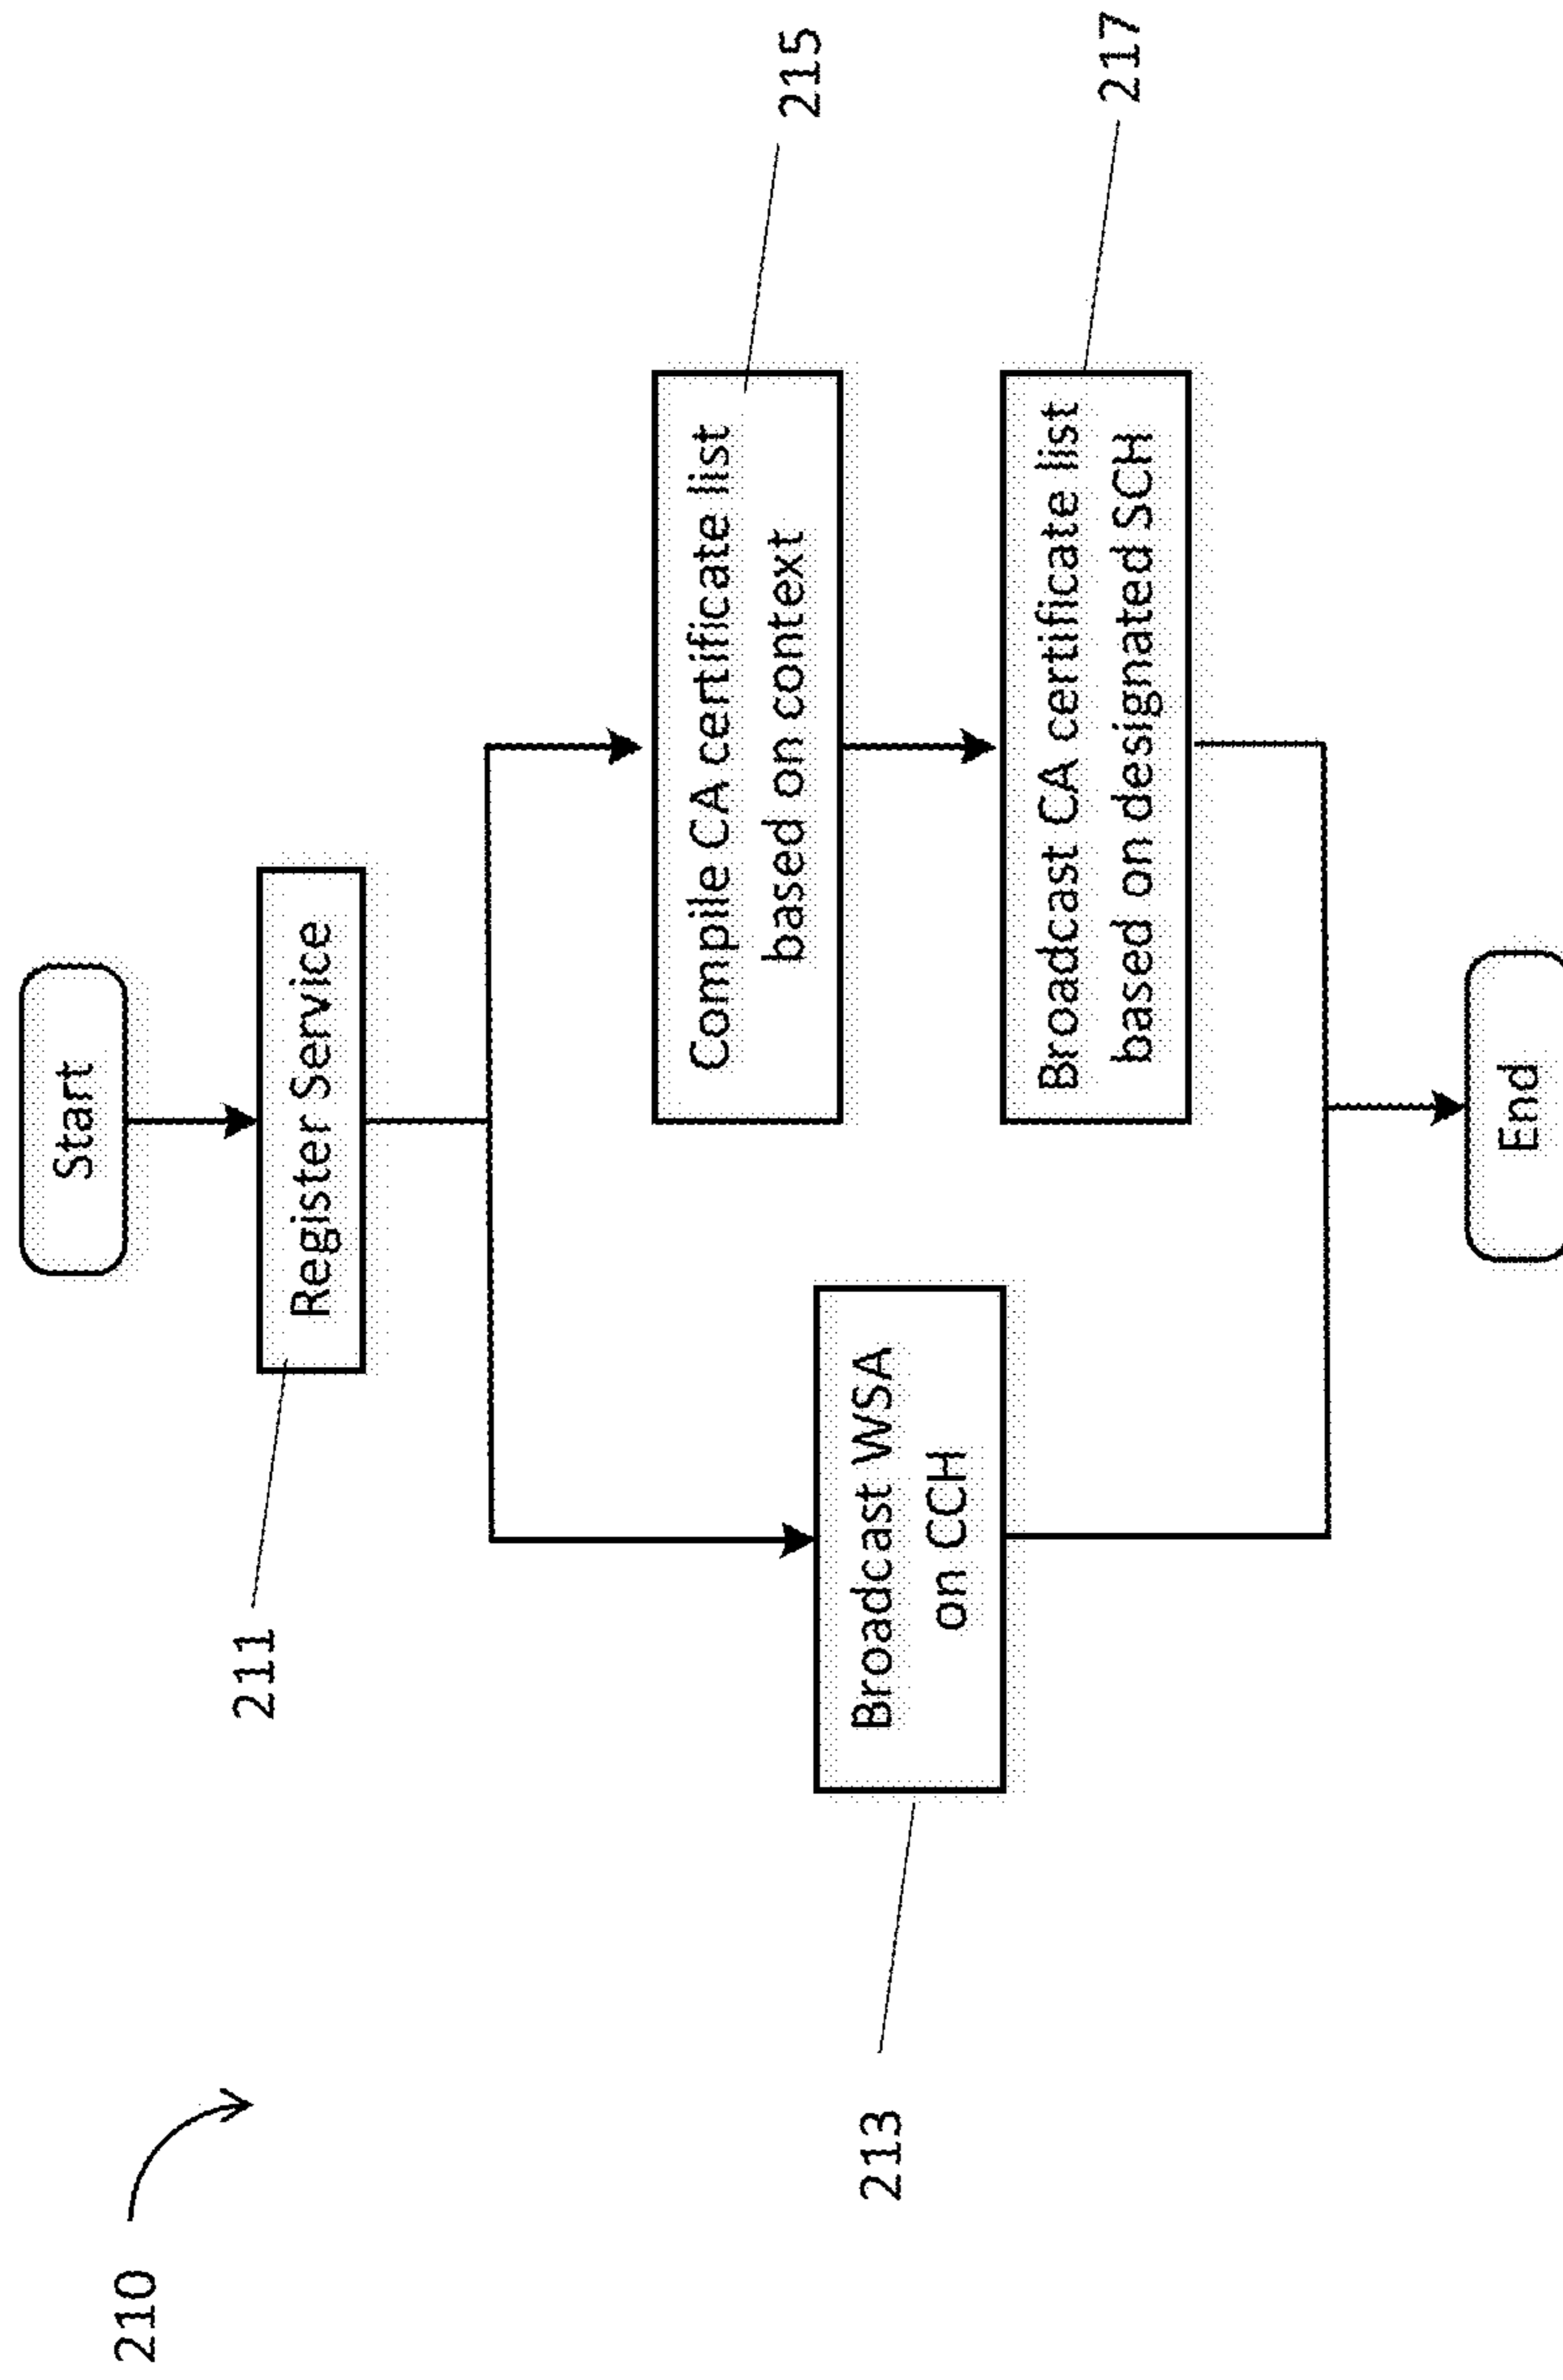 210
Start
211
Register Service
Broadcast WSA
on CCH
213
Compile CA certificate list
based on context
215
Broadcast CA certificate list
based on designated SCH
217
End